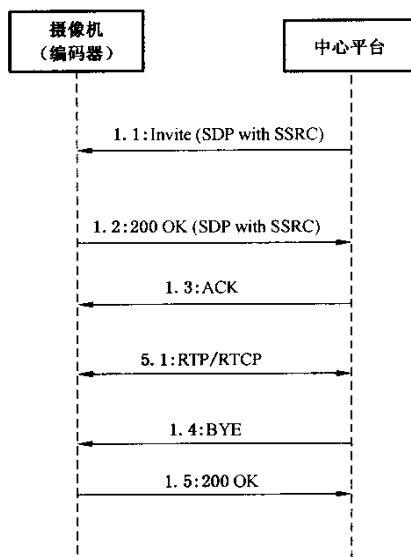 摄像机
（编码器）
中心平台
1. 1:Invite (SDP with SSRC)
1. 2:200 OK (SDP with SSRC)
1. 3:ACK
5. 1:RTP/RTCP
1. 4:BYE
1. 5:200 OK